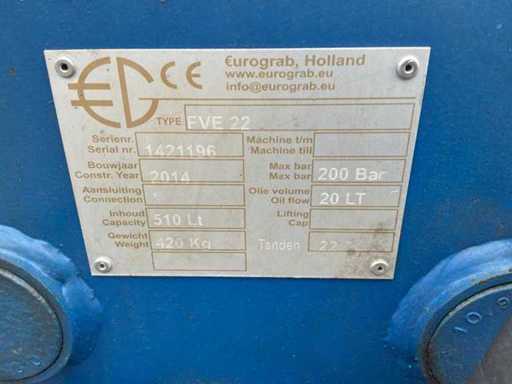 EG CE
€urograb, Holland
www.eurograb.eu
info@eurograb.eu
TYPE FVE 22
Serienr. Machine t/m
Serial nr. 1421196 Machine till
Bouwjaar Max bar
Constr. Year 2014 Max bar 200 Bar
Aansluiting Olie volume
Connection Oil flow 20 LT
Inhoud Lifting
Capacity 510 Lt Cap
Gewicht
Weight 420 Kg Tanden 22